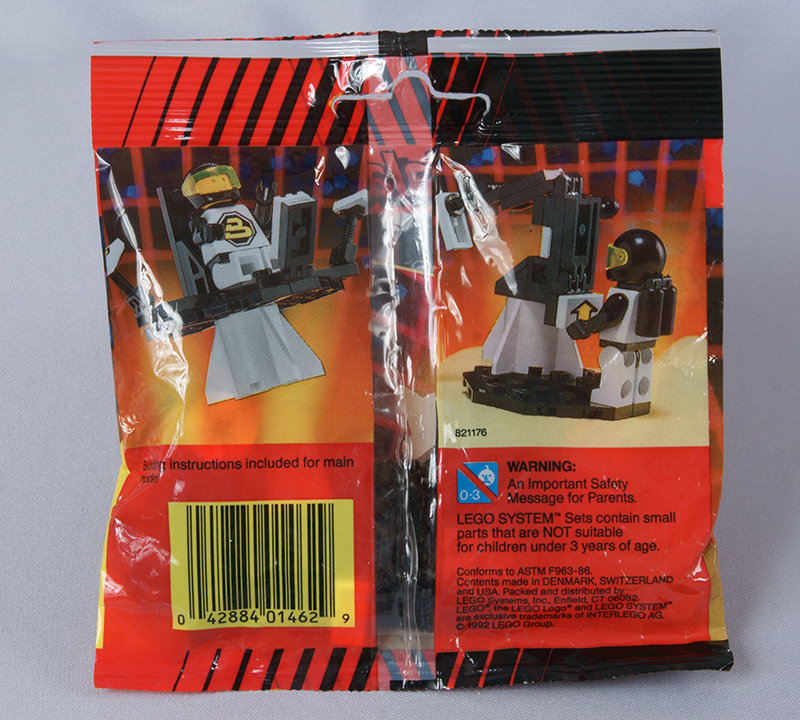 B
Building instructions included for main
model
0 42884 01462 9
821176
0-3
WARNING:
An Important Safety
Message for Parents.
LEGO SYSTEM™ Sets contain small
parts that are NOT suitable
for children under 3 years of age.
Conforms to ASTM F963-86.
Contents made in DENMARK, SWITZERLAND
and USA. Packed and distributed by
LEGO Systems, Inc., Enfield, CT 06082.
LEGO®, the LEGO Logo® and LEGO SYSTEM™
are exclusive trademarks of INTERLEGO AG.
© 1992 LEGO Group.